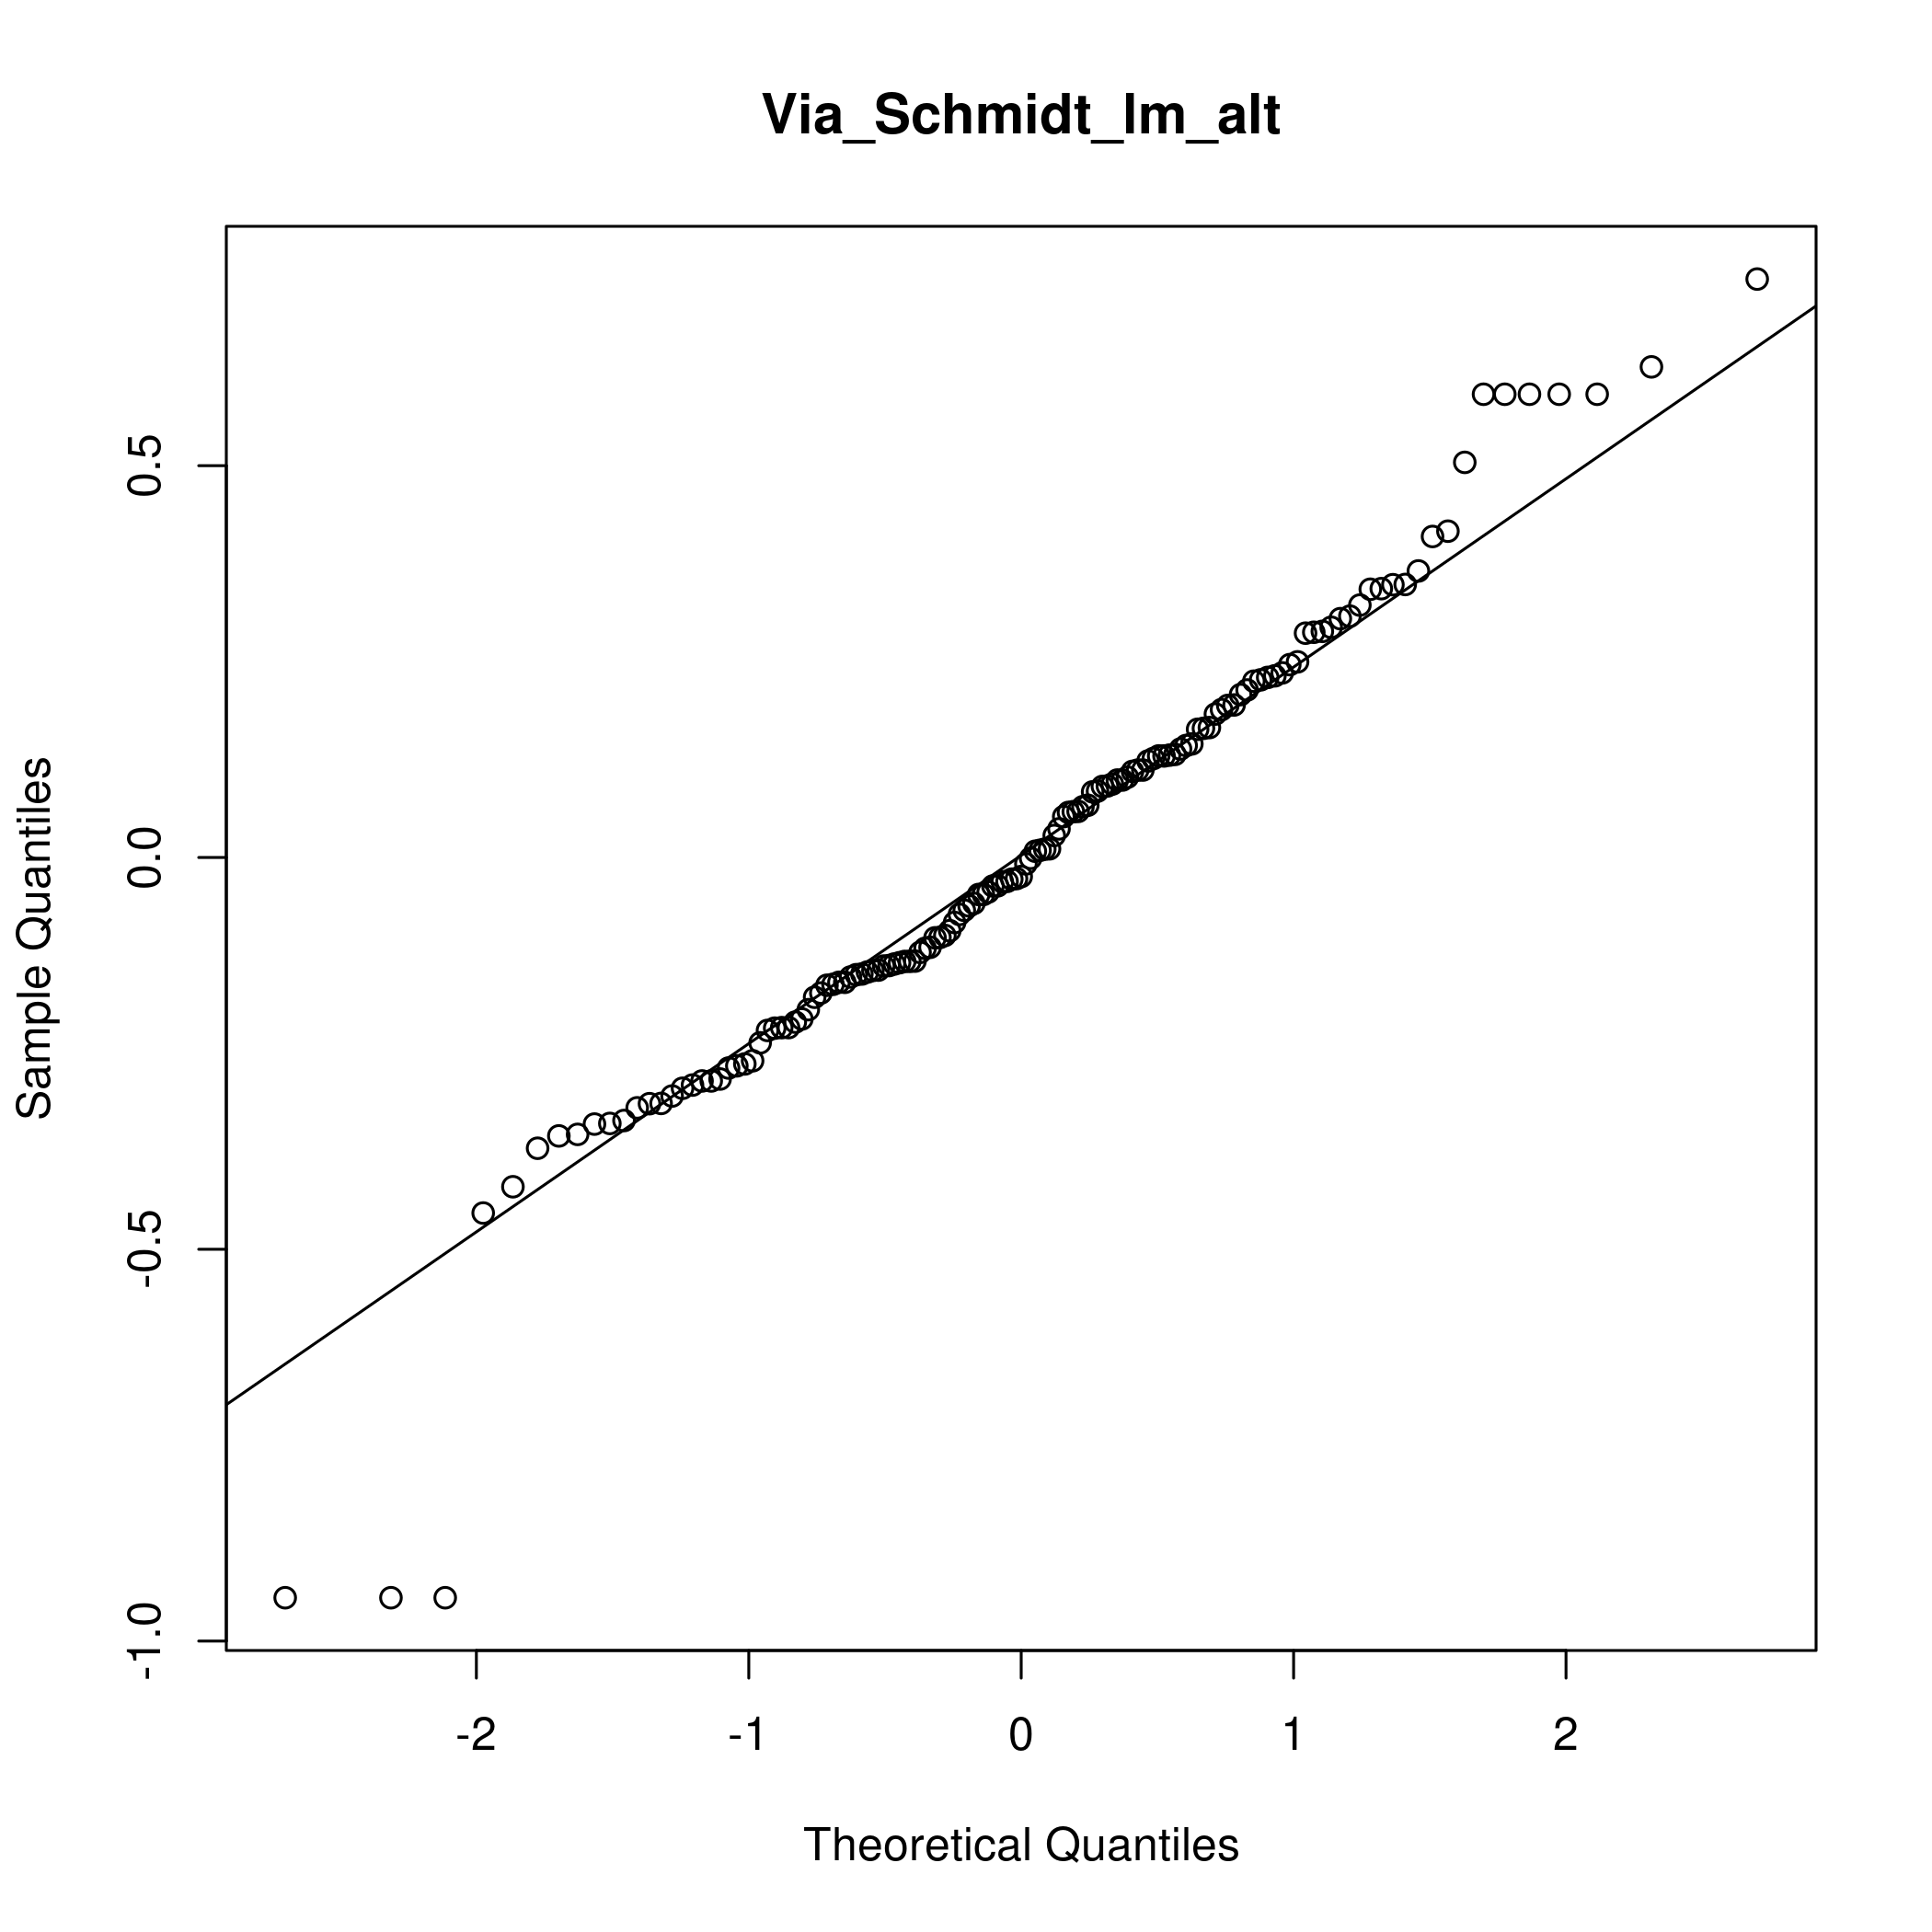 Via_Schmidt_lm_alt
Sample Quantiles
0.5
0.0
-0.5
-1.0
-2 -1 0 1 2
Theoretical Quantiles